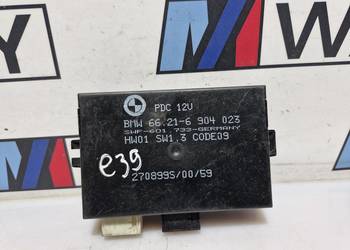 BMW
PDC 12V
BMW 66.21-6 904 023
SWF-601.733-GERMANY
HW01 SW1.3 CODE09
e39
270899S/00/59